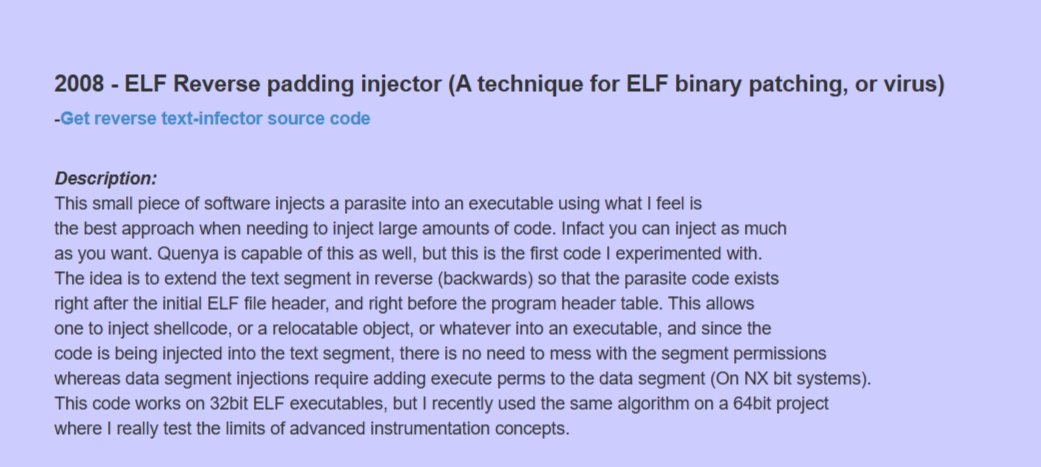 2008 - ELF Reverse padding injector (A technique for ELF binary patching, or virus)
-Get reverse text-infector source code
Description:
This small piece of software injects a parasite into an executable using what I feel is
the best approach when needing to inject large amounts of code. Infact you can inject as much
as you want. Quenya is capable of this as well, but this is the first code I experimented with.
The idea is to extend the text segment in reverse (backwards) so that the parasite code exists
right after the initial ELF file header, and right before the program header table. This allows
one to inject shellcode, or a relocatable object, or whatever into an executable, and since the
code is being injected into the text segment, there is no need to mess with the segment permissions
whereas data segment injections require adding execute perms to the data segment (On NX bit systems).
This code works on 32bit ELF executables, but I recently used the same algorithm on a 64bit project
where I really test the limits of advanced instrumentation concepts.